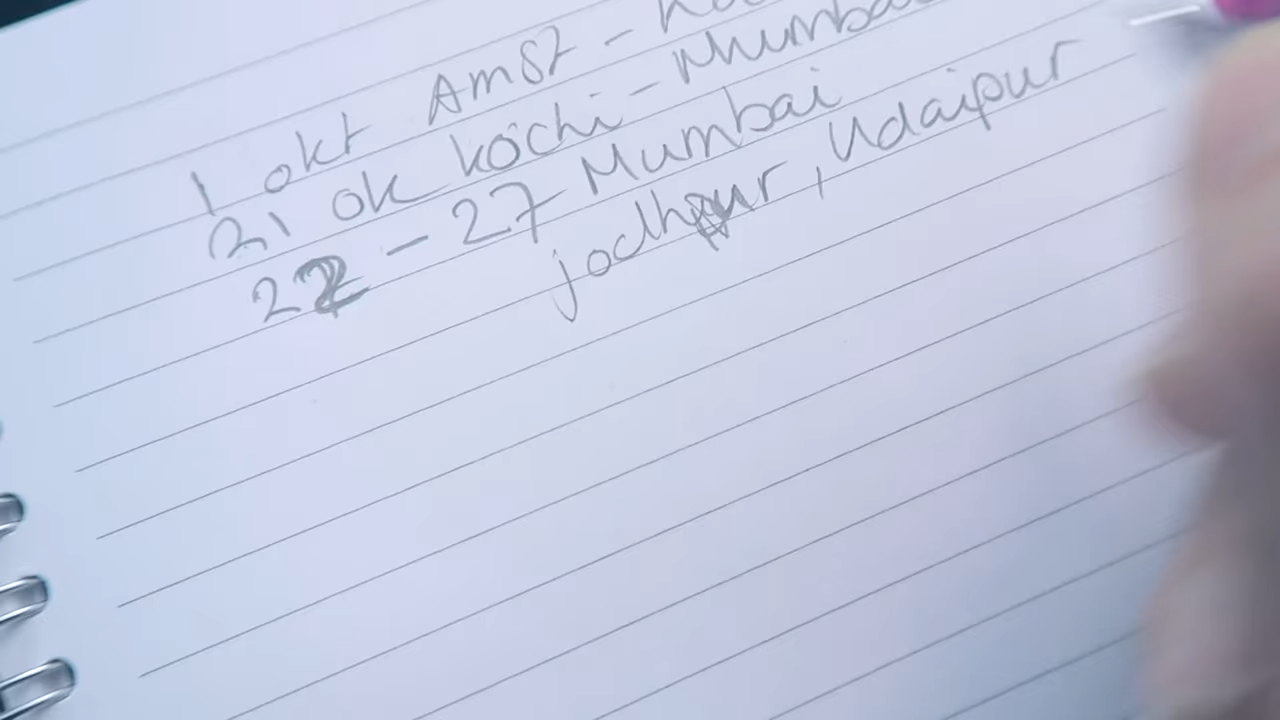 1 okt Amst -
21 ok kochi - Mumbai
22 - 27 Mumbai
jodhpur, Udaipur